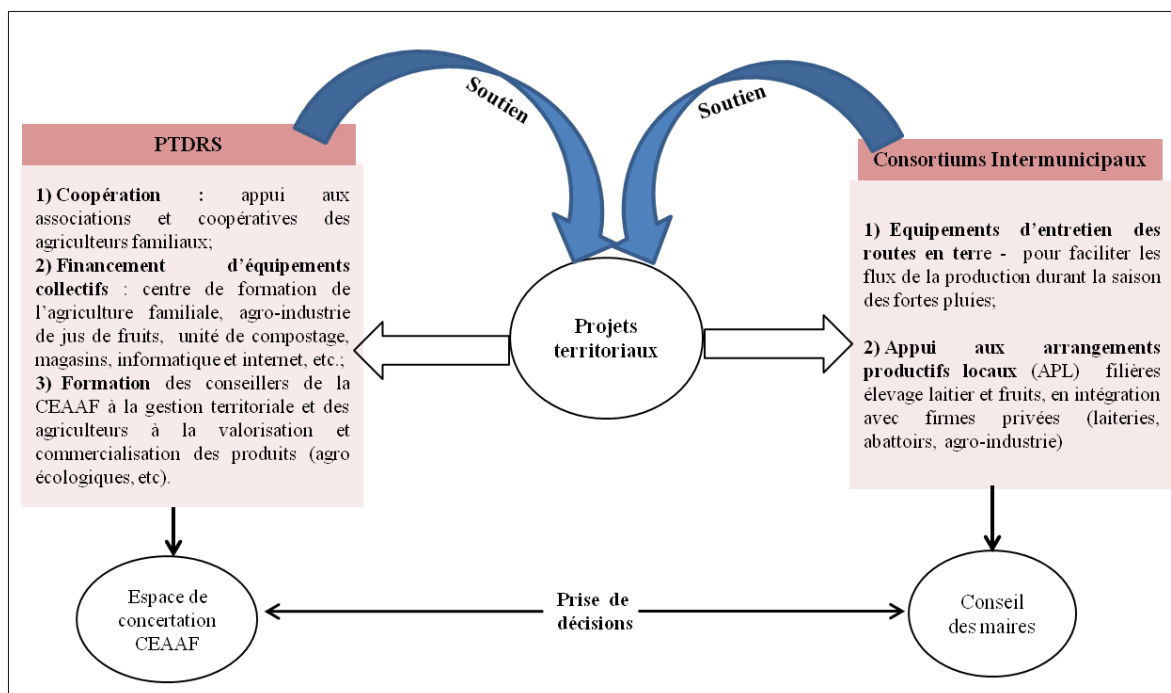 Soutien
Soutien
PTDRS
1) Coopération : appui aux
associations et coopératives des
agriculteurs familiaux;
2) Financement d'équipements
collectifs : centre de formation de
l'agriculture familiale, agro-industrie
de jus de fruits, unité de compostage,
magasins, informatique et internet, etc.;
3) Formation des conseillers de la
CEAAF à la gestion territoriale et des
agriculteurs à la valorisation et
commercialisation des produits (agro
écologiques, etc).
Projets
territoriaux
Consortiums Intermunicipaux
1) Equipements d'entretien des
routes en terre - pour faciliter les
flux de la production durant la saison
des fortes pluies;
2) Appui aux arrangements
productifs locaux (APL) filières
élevage laitier et fruits, en intégration
avec firmes privées (laiteries,
abattoirs, agro-industrie)
Espace de
concertation
CEAAF
Prise de
décisions
Conseil
des maires